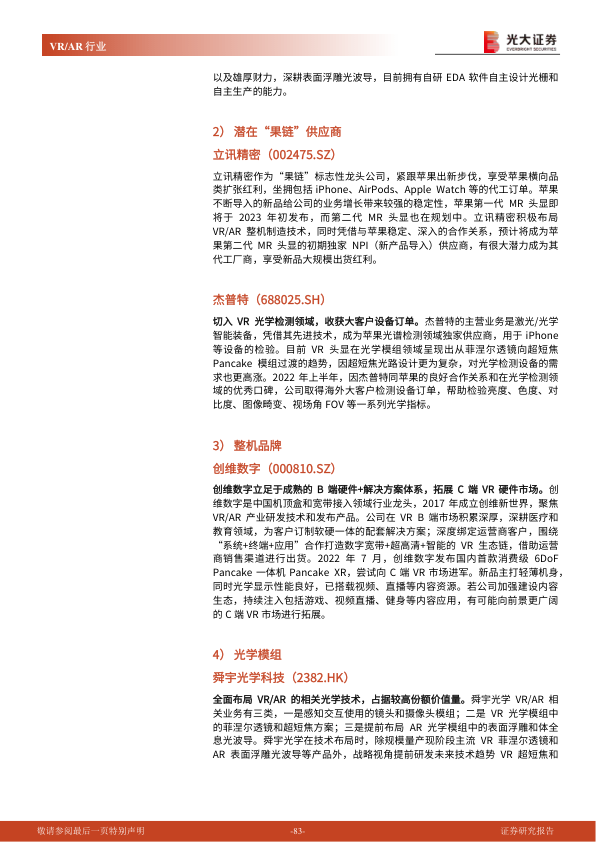 VR/AR 行业
光大证券
EVERBRIGHT SECURITIES
以及雄厚财力，深耕表面浮雕光波导，目前拥有自研 EDA 软件自主设计光栅和
自主生产的能力。
2） 潜在“果链”供应商
立讯精密（002475.SZ）
立讯精密作为“果链”标志性龙头公司，紧跟苹果出新步伐，享受苹果横向品
类扩张红利，坐拥包括 iPhone、AirPods、Apple Watch 等的代工订单。苹果
不断导入的新品给公司的业务增长带来较强的稳定性，苹果第一代 MR 头显即
将于 2023 年初发布，而第二代 MR 头显也在规划中。立讯精密积极布局
VR/AR 整机制造技术，同时凭借与苹果稳定、深入的合作关系，预计将成为苹
果第二代 MR 头显的初期独家 NPI（新产品导入）供应商，有很大潜力成为其
代工厂商，享受新品大规模出货红利。
杰普特（688025.SH）
切入 VR 光学检测领域，收获大客户设备订单。杰普特的主营业务是激光/光学
智能装备，凭借其先进技术，成为苹果光谱检测领域独家供应商，用于 iPhone
等设备的检验。目前 VR 头显在光学模组领域呈现出从菲涅尔透镜向超短焦
Pancake 模组过渡的趋势，因超短焦光路设计更为复杂，对光学检测设备的需
求也更高涨。2022 年上半年，因杰普特同苹果的良好合作关系和在光学检测领
域的优秀口碑，公司取得海外大客户检测设备订单，帮助检验亮度、色度、对
比度、图像畸变、视场角 FOV 等一系列光学指标。
3） 整机品牌
创维数字（000810.SZ）
创维数字立足于成熟的 B 端硬件+解决方案体系，拓展 C 端 VR 硬件市场。创
维数字是中国机顶盒和宽带接入领域行业龙头，2017 年成立创维新世界，聚焦
VR/AR 产业研发技术和发布产品。公司在 VR B 端市场积累深厚，深耕医疗和
教育领域，为客户订制软硬一体的配套解决方案；深度绑定运营商客户，围绕
“系统+终端+应用”合作打造数字宽带+超高清+智能的 VR 生态链，借助运营
商销售渠道进行出货。2022 年 7 月，创维数字发布国内首款消费级 6DoF
Pancake 一体机 Pancake XR，尝试向 C 端 VR 市场进军。新品主打轻薄机身，
同时光学显示性能良好，已搭载视频、直播等内容资源。若公司加强建设内容
生态，持续注入包括游戏、视频直播、健身等内容应用，有可能向前景更广阔
的 C 端 VR 市场进行拓展。
4） 光学模组
舜宇光学科技（2382.HK）
全面布局 VR/AR 的相关光学技术，占据较高份额价值量。舜宇光学 VR/AR 相
关业务有三类，一是感知交互使用的镜头和摄像头模组；二是 VR 光学模组中
的菲涅尔透镜和超短焦方案；三是提前布局 AR 光学模组中的表面浮雕和体全
息光波导。舜宇光学在技术布局时，除规模量产现阶段主流 VR 菲涅尔透镜和
AR 表面浮雕光波导等产品外，战略视角提前研发未来技术趋势 VR 超短焦和
敬请参阅最后一页特别声明
-83-
证券研究报告